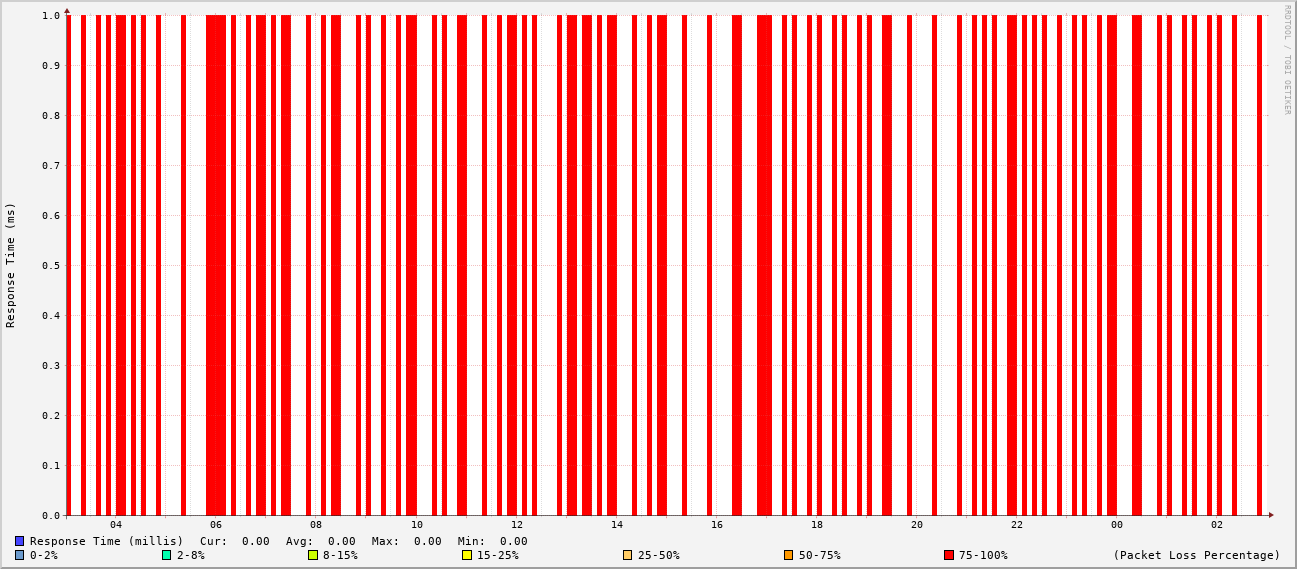 RRDTOOL / TOBI OETIKER
Response Time (ms)
1.0
0.9
0.8
0.7
0.6
0.5
0.4
0.3
0.2
0.1
0.0
04 06 08 10 12 14 16 18 20 22 00 02
Response Time (millis) Cur: 0.00 Avg: 0.00 Max: 0.00 Min: 0.00
0-2% 2-8% 8-15% 15-25% 25-50% 50-75% 75-100% (Packet Loss Percentage)